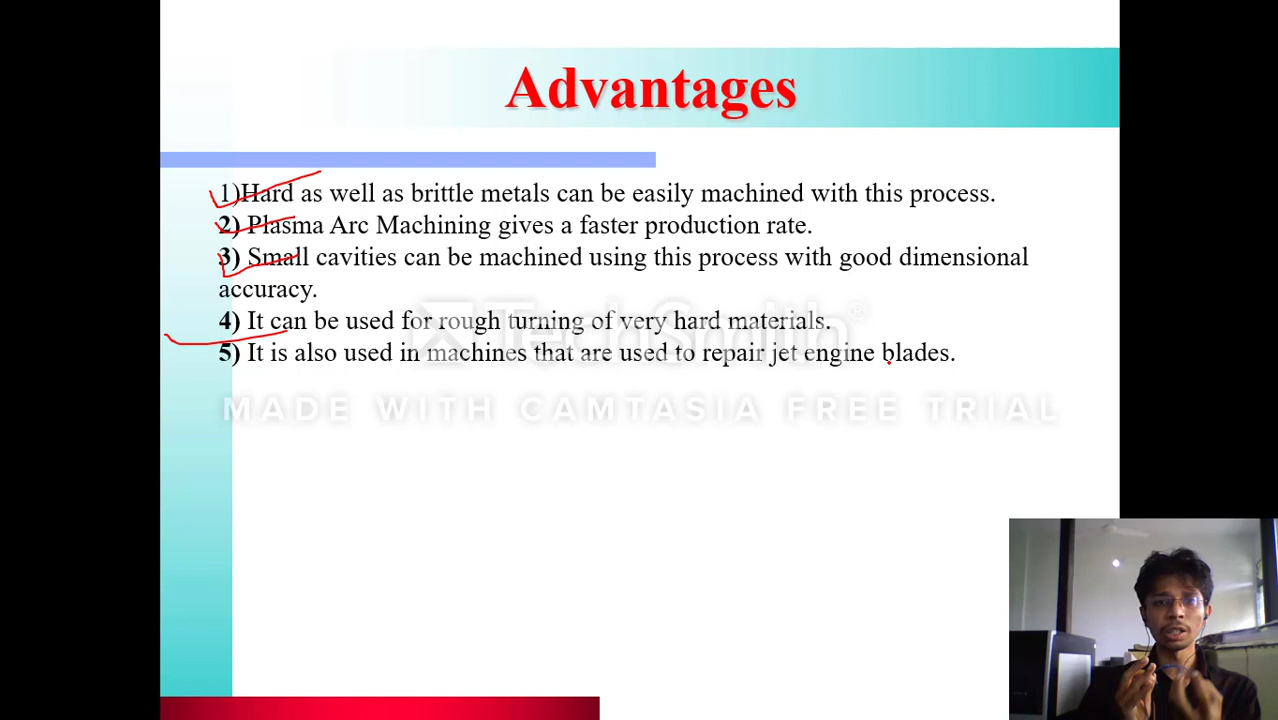 Advantages
1)Hard as well as brittle metals can be easily machined with this process.
2) Plasma Arc Machining gives a faster production rate.
3) Small cavities can be machined using this process with good dimensional
accuracy.
4) It can be used for rough turning of very hard materials.
5) It is also used in machines that are used to repair jet engine blades.
TechSmith®
MADE WITH CAMTASIA FREE TRIAL